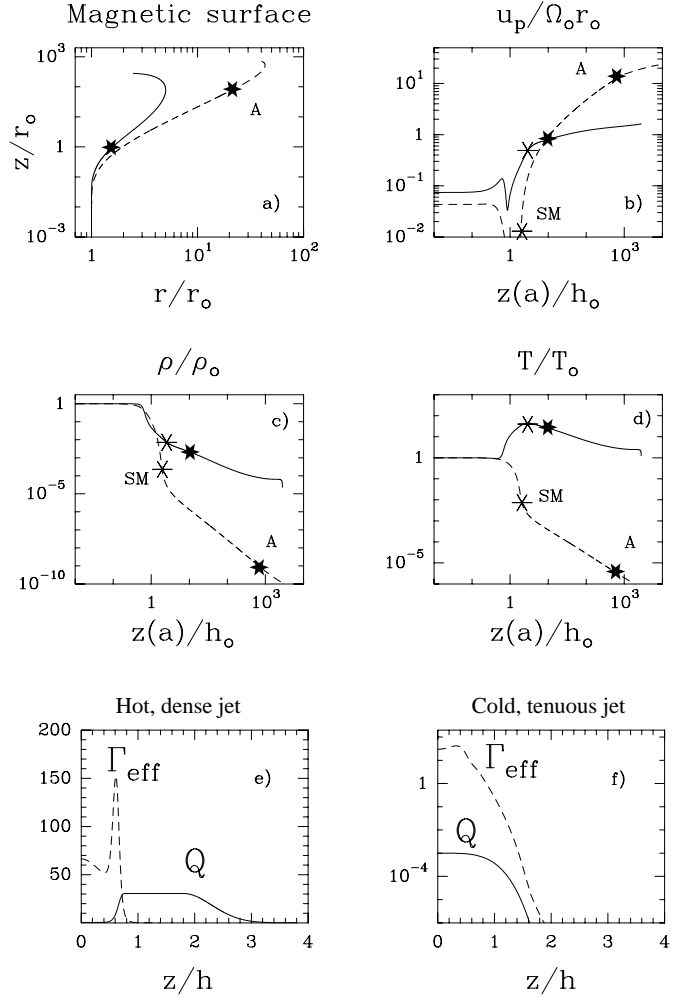 Magnetic surface
u_p/Ω_o r_o
10^3
z/r_o
1
10^-3
A
a)
1 10 10^2
r/r_o
10^1
1
10^-1
10^-2
A
SM
b)
1 10^3
z(a)/h_o
ρ/ρ_o
T/T_o
1
10^-5
10^-10
c)
SM
A
1 10^3
z(a)/h_o
1
10^-5
d)
SM
A
1 10^3
z(a)/h_o
Hot, dense jet
Cold, tenuous jet
200
150
100
50
Γ_eff
e)
Q
0 1 2 3 4
z/h
1
10^-4
Γ_eff
f)
Q
0 1 2 3 4
z/h